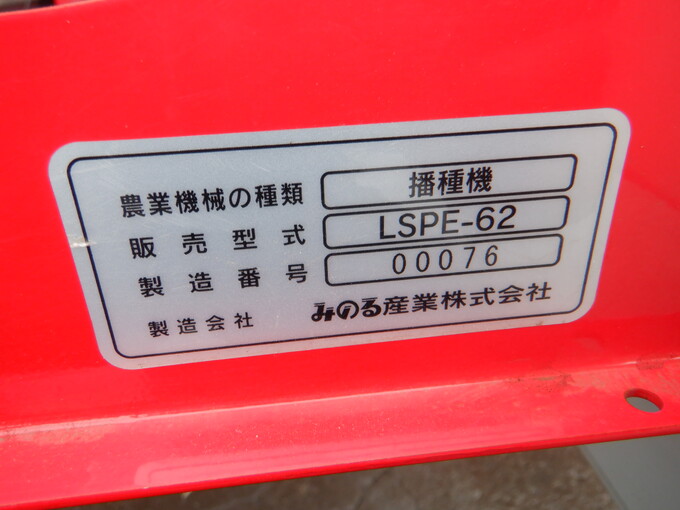 農業機械の種類 播種機
販売型式 LSPE-62
製造番号 00076
製造会社 みのる産業株式会社